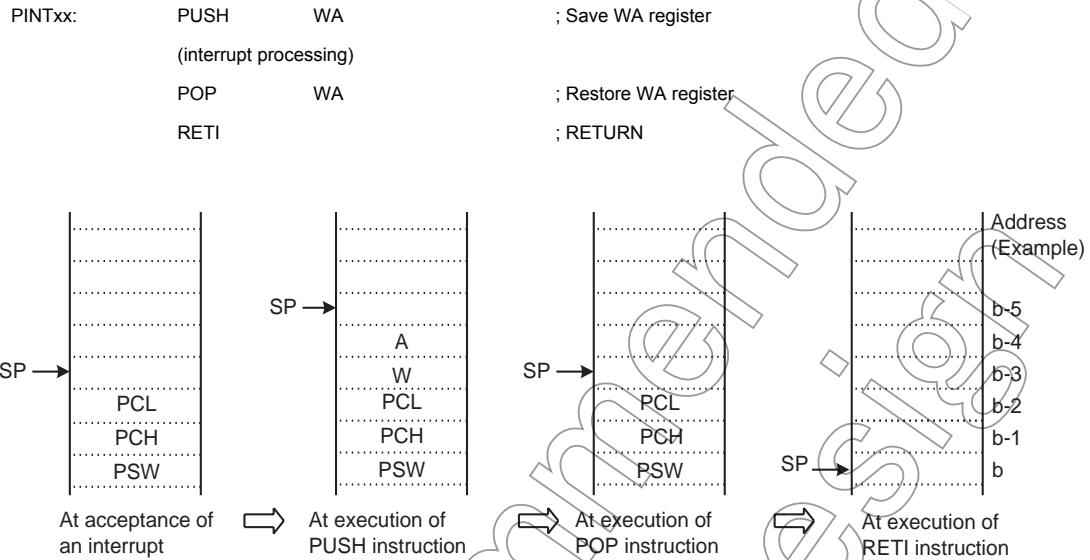 PINTxx: PUSH WA ; Save WA register
(interrupt processing)
POP WA ; Restore WA register
RETI ; RETURN
Address
(Example)
SP
b-5
A
b-4
SP
W
SP
b-3
PCL
PCL
PCL
b-2
PCH
PCH
PCH
b-1
PSW
PSW
PSW
SP
b
At acceptance of
an interrupt
At execution of
PUSH instruction
At execution of
POP instruction
At execution of
RETI instruction